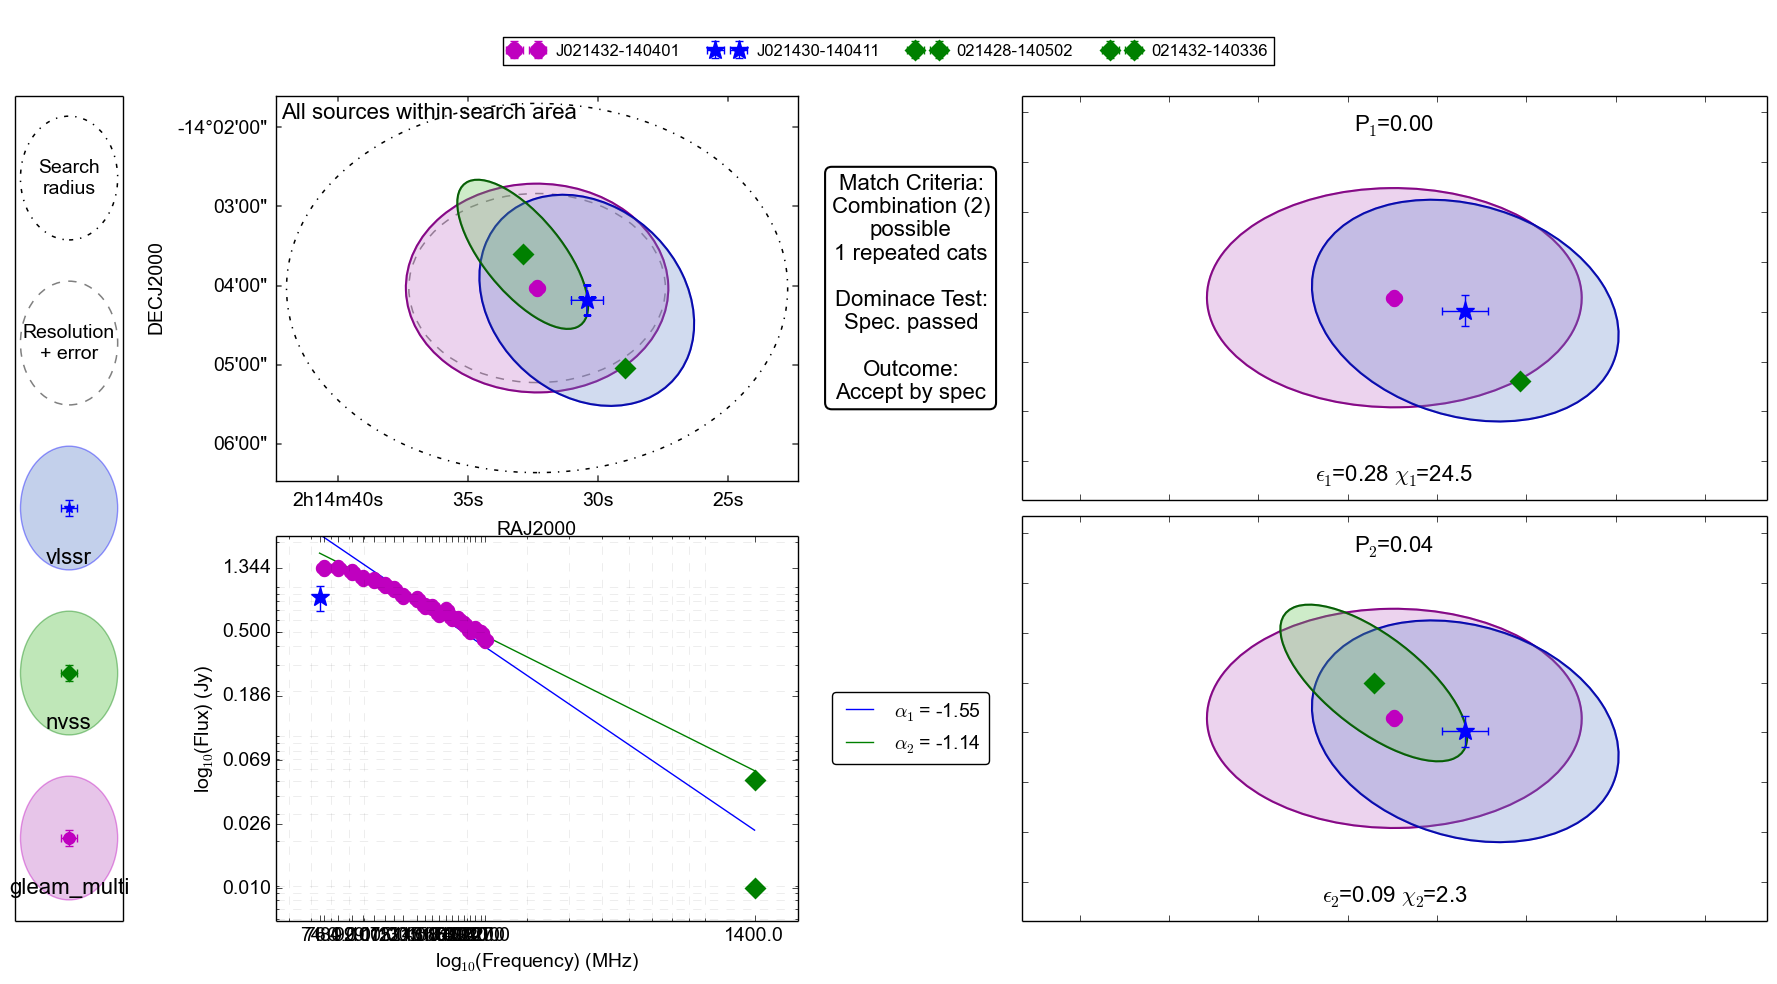 J021432-140401 J021430-140411 021428-140502 021432-140336
Search
radius
Resolution
+ error
vlssr
nvss
gleam_multi
All sources within search area
DECJ2000
-14°02'00"
03'00"
04'00"
05'00"
06'00"
2h14m40s 35s 30s 25s
RAJ2000
Match Criteria:
Combination (2)
possible
1 repeated cats
Dominace Test:
Spec. passed
Outcome:
Accept by spec
P₁=0.00
ϵ₁=0.28 χ₁=24.5
log₁₀(Flux) (Jy)
1.344
0.500
0.186
0.069
0.026
0.010
1400.0
log₁₀(Frequency) (MHz)
α₁ = -1.55
α₂ = -1.14
P₂=0.04
ϵ₂=0.09 χ₂=2.3